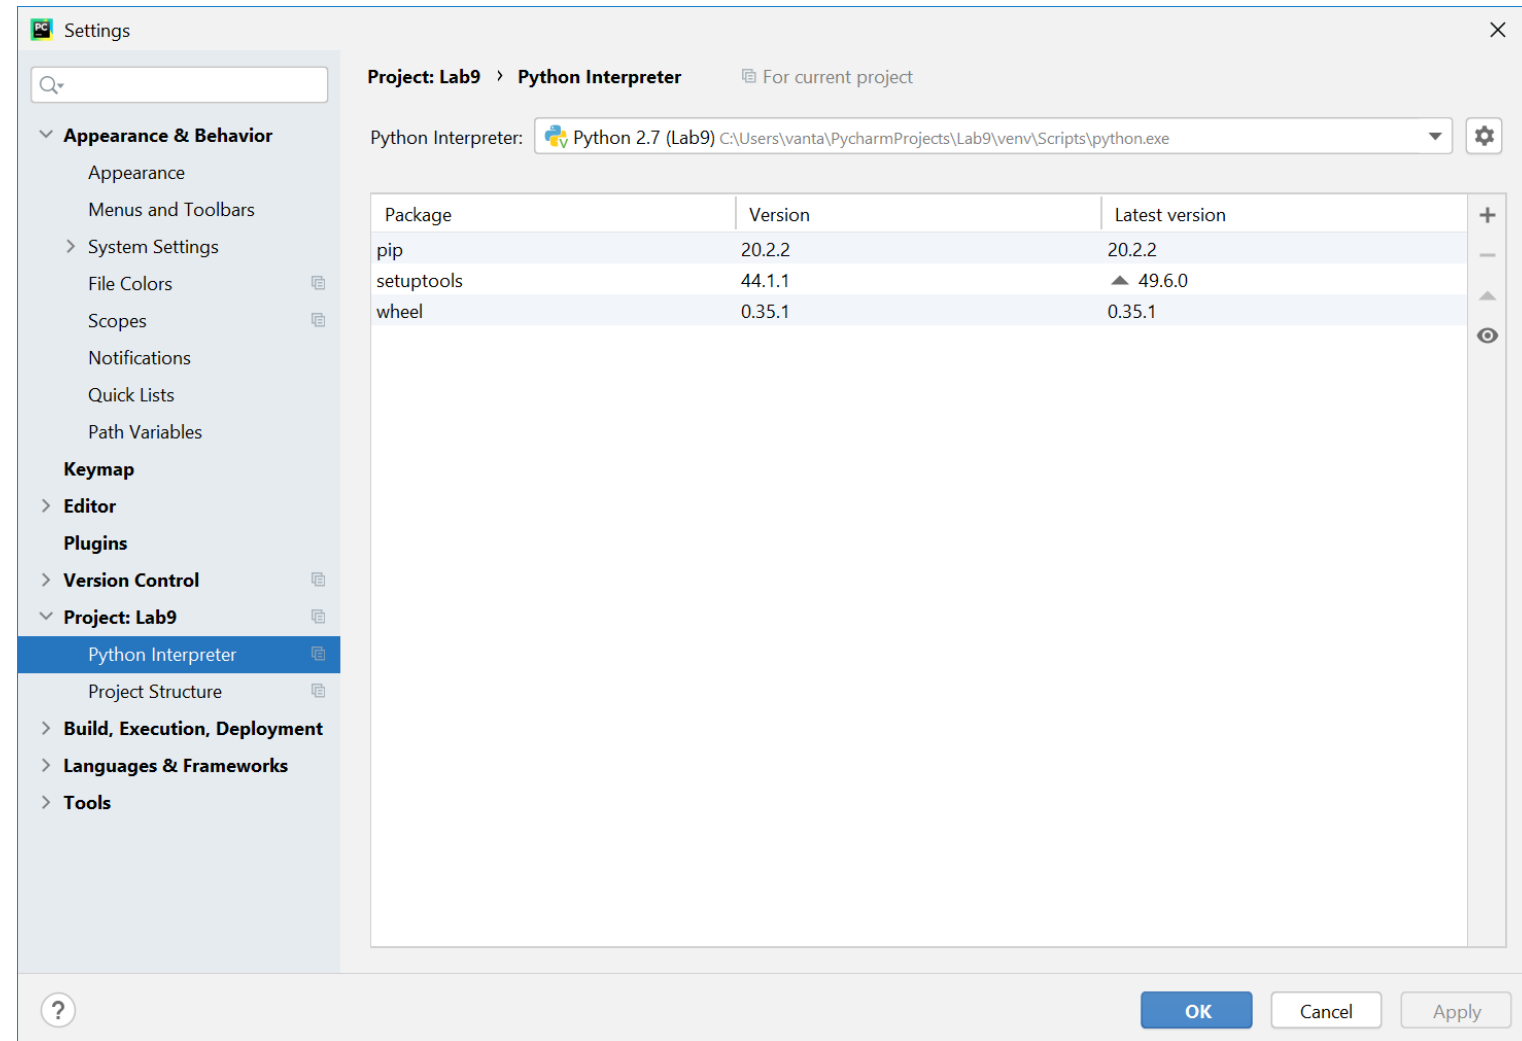 PC
Settings
Appearance & Behavior
Appearance
Menus and Toolbars
System Settings
File Colors
Scopes
Notifications
Quick Lists
Path Variables
Keymap
Editor
Plugins
Version Control
Project: Lab9
Python Interpreter
Project Structure
Build, Execution, Deployment
Languages & Frameworks
Tools
Project: Lab9 › Python Interpreter For current project
Python Interpreter: Python 2.7 (Lab9) C:\Users\vanta\PycharmProjects\Lab9\venv\Scripts\python.exe
Package Version Latest version
pip 20.2.2 20.2.2
setuptools 44.1.1 49.6.0
wheel 0.35.1 0.35.1
? OK Cancel Apply